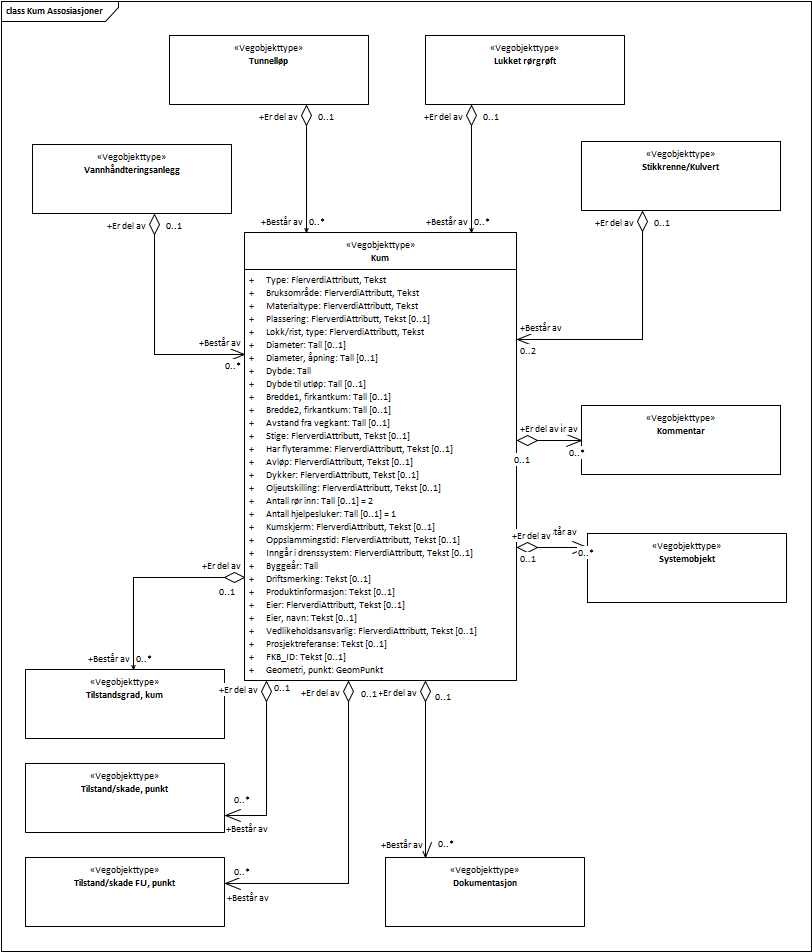 class Kum Assosiasjoner
«Vegobjekttype»
Tunnelløp
«Vegobjekttype»
Lukket rørgrøft
+Er del av 0..1
+Er del av 0..1
«Vegobjekttype»
Vannhåndteringsanlegg
«Vegobjekttype»
Stikkrenne/Kulvert
+Er del av 0..1
+Er del av 0..1
+Består av 0..*
+Består av 0..*
«Vegobjekttype»
Kum
+ Type: FlerverdiAttributt, Tekst
+ Bruksområde: FlerverdiAttributt, Tekst
+ Materialtype: FlerverdiAttributt, Tekst
+ Plassering: FlerverdiAttributt, Tekst [0..1]
+ Lokk/rist, type: FlerverdiAttributt, Tekst
+ Diameter: Tall [0..1]
+ Diameter, åpning: Tall [0..1]
+ Dybde: Tall
+ Dybde til utløp: Tall [0..1]
+ Bredde1, firkantkum: Tall [0..1]
+ Bredde2, firkantkum: Tall [0..1]
+ Avstand fra vegkant: Tall [0..1]
+ Stige: FlerverdiAttributt, Tekst [0..1]
+ Har flyteramme: FlerverdiAttributt, Tekst [0..1]
+ Avløp: FlerverdiAttributt, Tekst [0..1]
+ Dykker: FlerverdiAttributt, Tekst [0..1]
+ Oljeutskilling: FlerverdiAttributt, Tekst [0..1]
+ Antall rør inn: Tall [0..1] = 2
+ Antall hjelpesluker: Tall [0..1] = 1
+ Kumskjerm: FlerverdiAttributt, Tekst [0..1]
+ Oppslammingstid: FlerverdiAttributt, Tekst [0..1]
+ Inngår i drenssystem: FlerverdiAttributt, Tekst [0..1]
+ Byggeår: Tall
+ Driftsmerking: Tekst [0..1]
+ Produktinformasjon: Tekst [0..1]
+ Eier: FlerverdiAttributt, Tekst [0..1]
+ Eier, navn: Tekst [0..1]
+ Vedlikeholdsansvarlig: FlerverdiAttributt, Tekst [0..1]
+ Prosjektreferanse: Tekst [0..1]
+ FKB_ID: Tekst [0..1]
+ Geometri, punkt: GeomPunkt
+Består av
0..*
+Består av
0..2
«Vegobjekttype»
Kommentar
+Er del av ir av
0..1
0..*
«Vegobjekttype»
Systemobjekt
+Er del av tår av
0..1
0..*
+Er del av
0..1
+Består av 0..*
«Vegobjekttype»
Tilstandsgrad, kum
+Er del av 0..1
+Er del av 0..1
+Er del av 0..1
«Vegobjekttype»
Tilstand/skade, punkt
0..*
+Består av
«Vegobjekttype»
Tilstand/skade FU, punkt
0..*
+Består av
+Består av 0..*
«Vegobjekttype»
Dokumentasjon